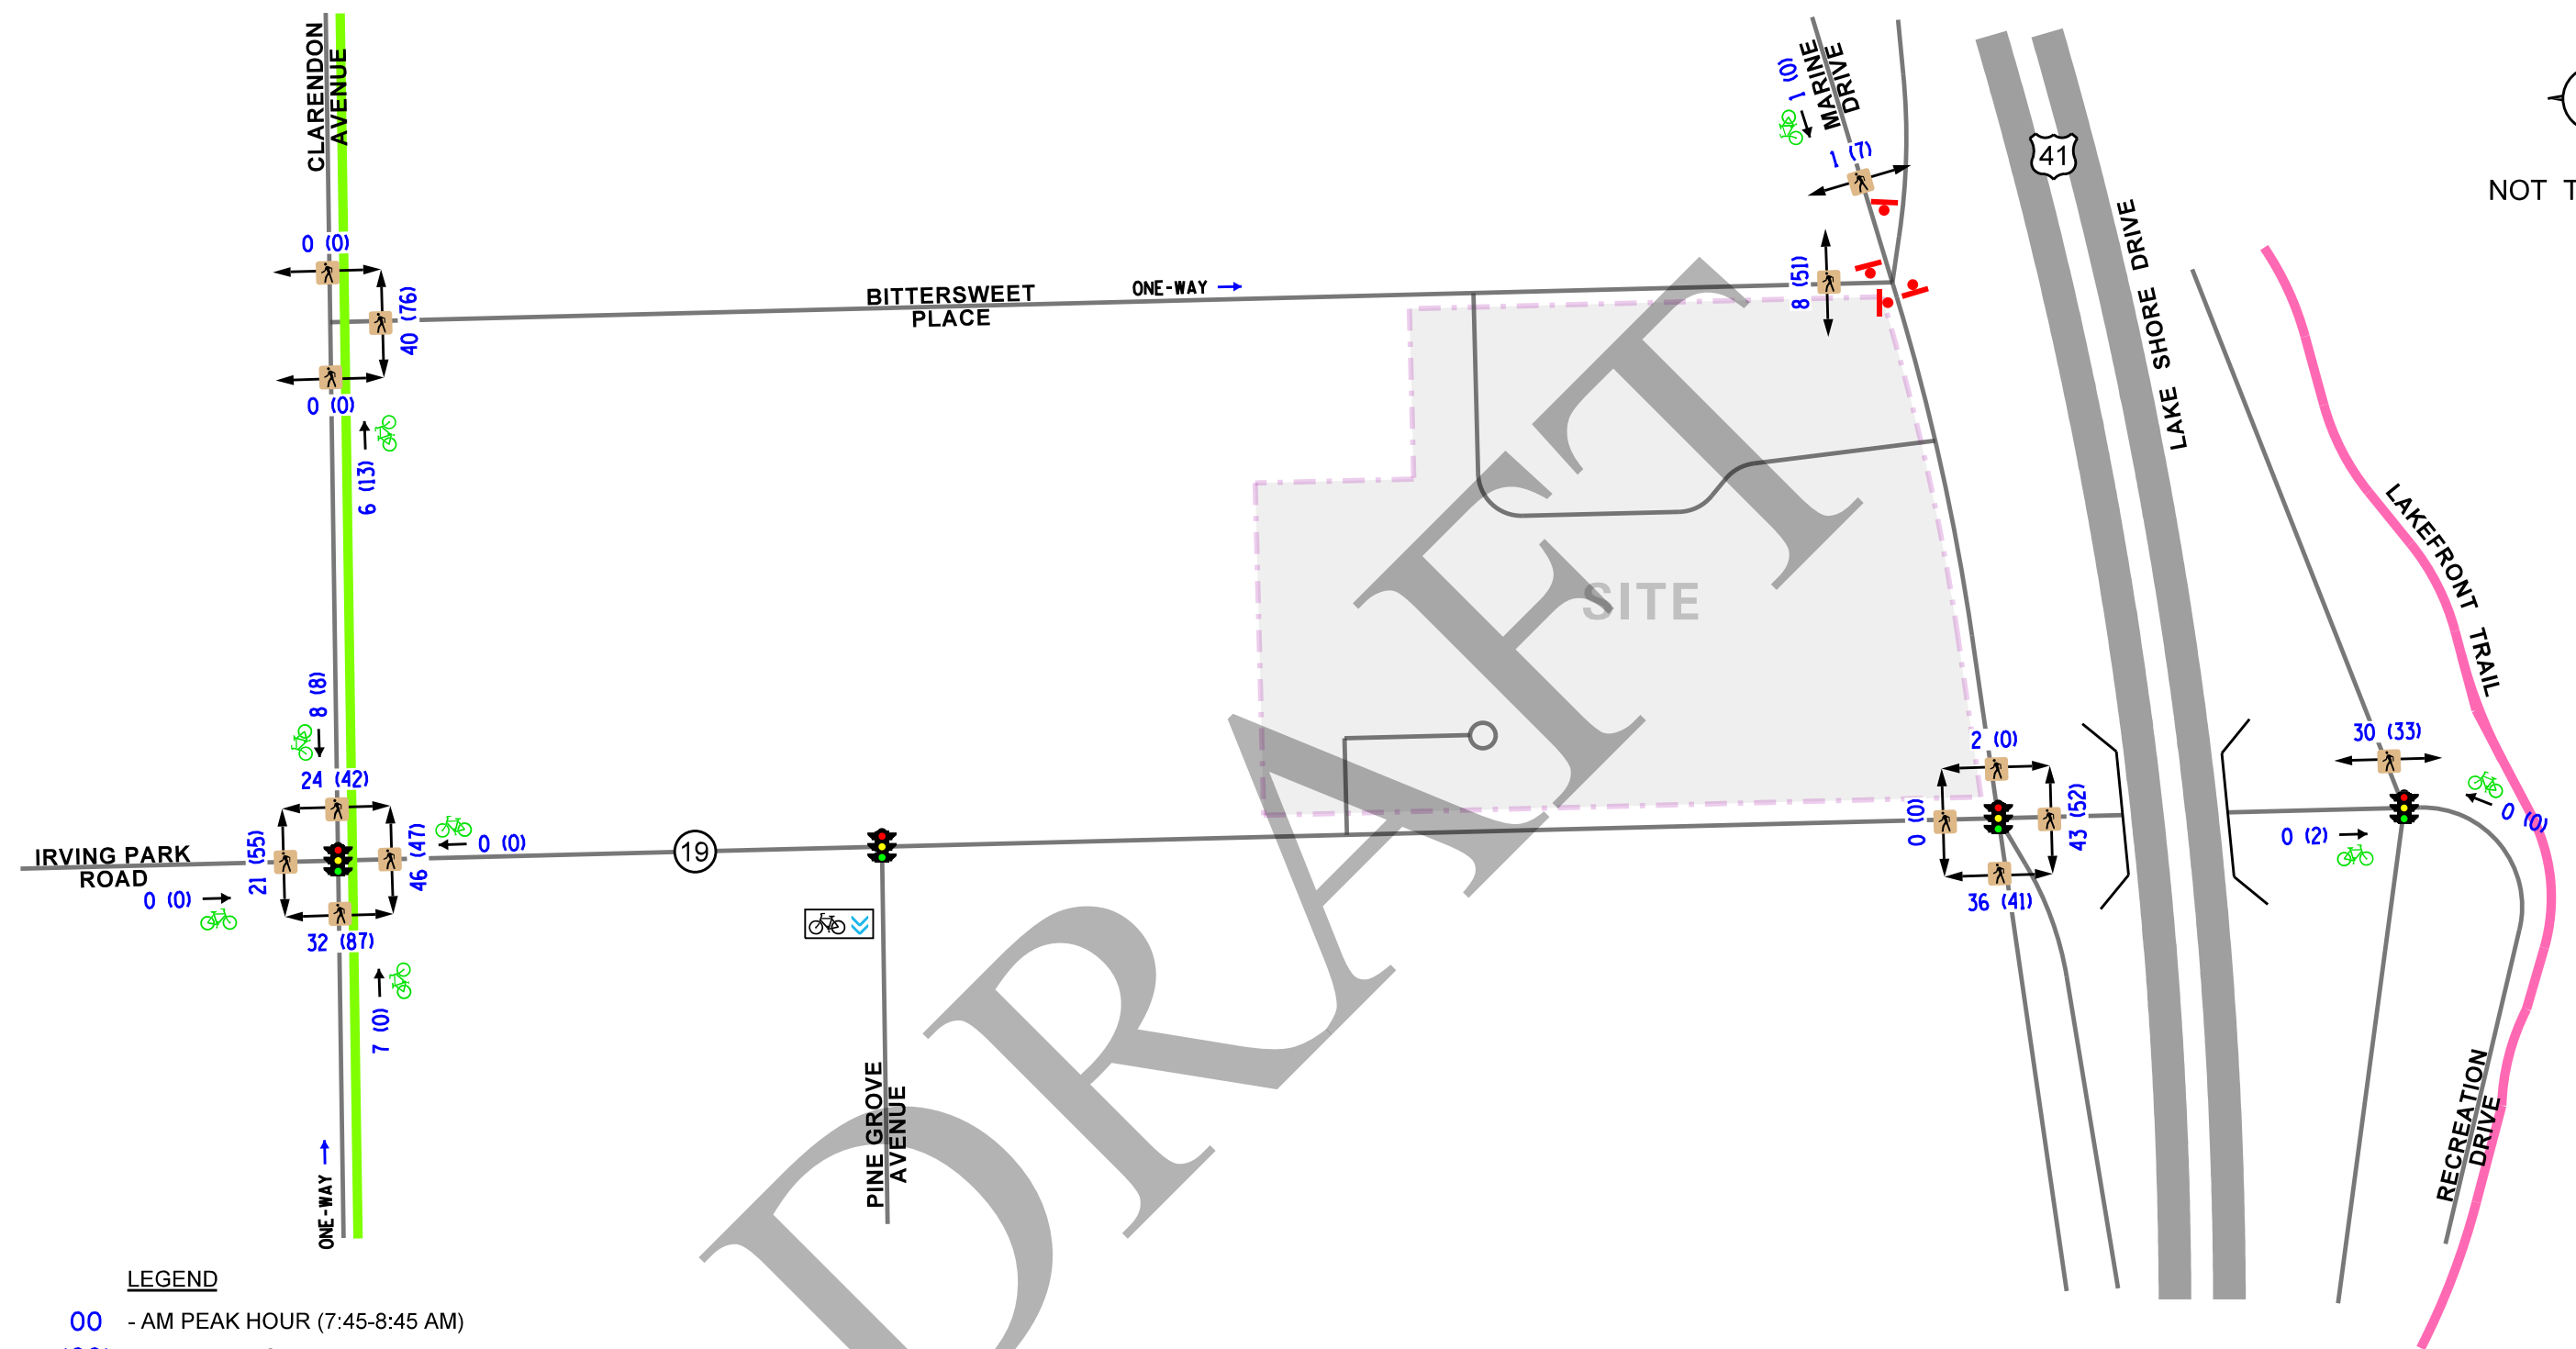 CLARENDON
AVENUE
MARINE
DRIVE
1 (0)
1 (7)
41
NOT T
LAKE SHORE DRIVE
0 (0)
40 (76)
0 (0)
6 (13)
BITTERSWEET
PLACE
ONE-WAY
8 (51)
LAKEFRONT TRAIL
SITE
DRAFT
8 (8)
24 (42)
21 (55)
46 (47)
32 (87)
0 (0)
IRVING PARK
ROAD
0 (0)
7 (0)
19
2 (0)
0 (0)
43 (52)
36 (41)
30 (33)
0 (0)
0 (2)
PINE GROVE
AVENUE
RECREATION
DRIVE
ONE-WAY
LEGEND
00 - AM PEAK HOUR (7:45-8:45 AM)